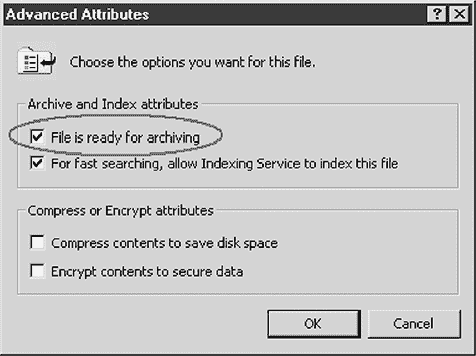 Advanced Attributes
Choose the options you want for this file.
Archive and Index attributes
File is ready for archiving
For fast searching, allow Indexing Service to index this file
Compress or Encrypt attributes
Compress contents to save disk space
Encrypt contents to secure data
OK Cancel